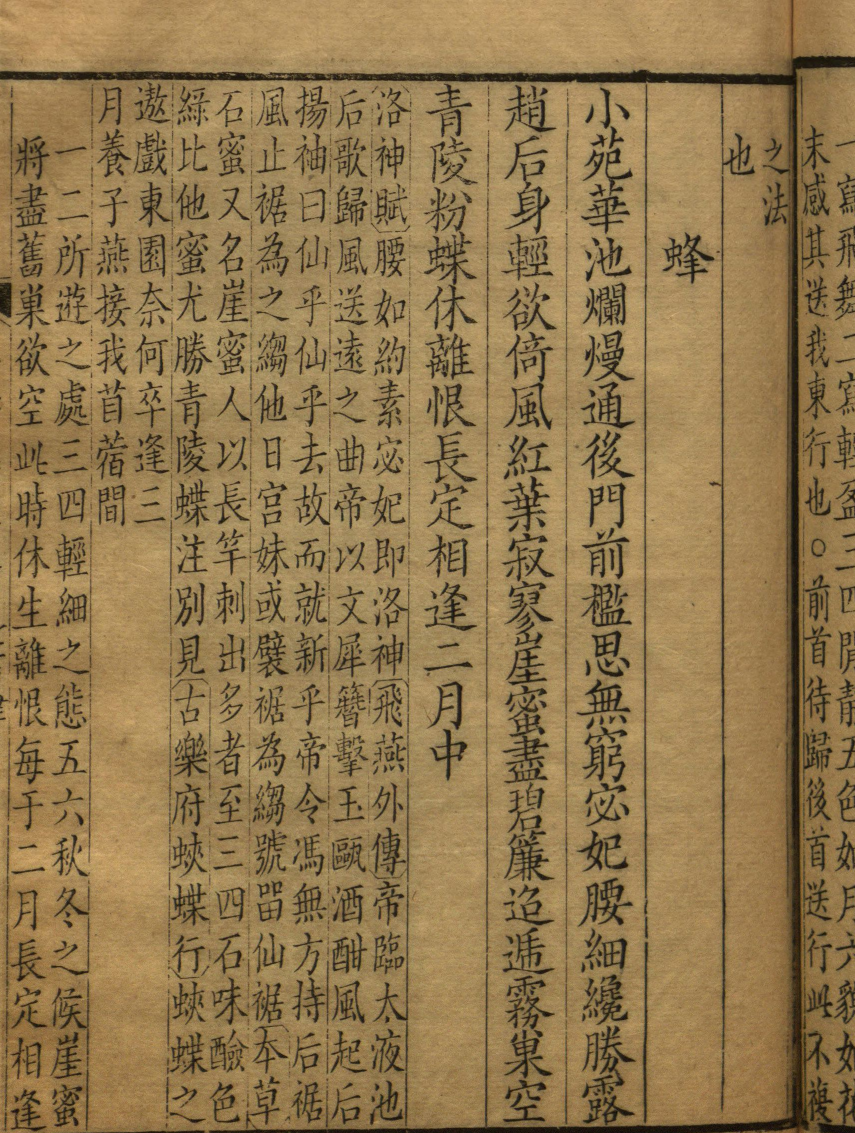 一寫飛舞二寫輕盈三四閒靜五色如月六貌如花
末感其送我東行也○前首待歸後首送行此不複
之法
也
蜂
小苑華池爛熳通後門前檻思無窮宓妃腰細纔勝露
趙后身輕欲倚風紅葉寂寥崖蜜盡碧簾迢遞霧巢空
青陵粉蝶休離恨長定相逢二月中
洛神賦腰如約素宓妃即洛神飛燕外傳帝臨太液池
后歌歸風送遠之曲帝以文犀簪擊玉甌酒酣風起后
揚袖曰仙乎仙乎去故而就新乎帝令馮無方持后裾
風止裾為之縐他日宮姝或襞裾為縐號畱仙裾本草
石蜜又名崖蜜人以長竿刺出多者至三四石味醶色
綠比他蜜尤勝青陵蝶注別見古樂府蛺蝶行蛺蝶之
遨戲東園奈何卒逢三
月養子燕接我苜蓿間
一二所遊之處三四輕細之態五六秋冬之候崖蜜
將盡舊巢欲空此時休生離恨每于二月長定相逢